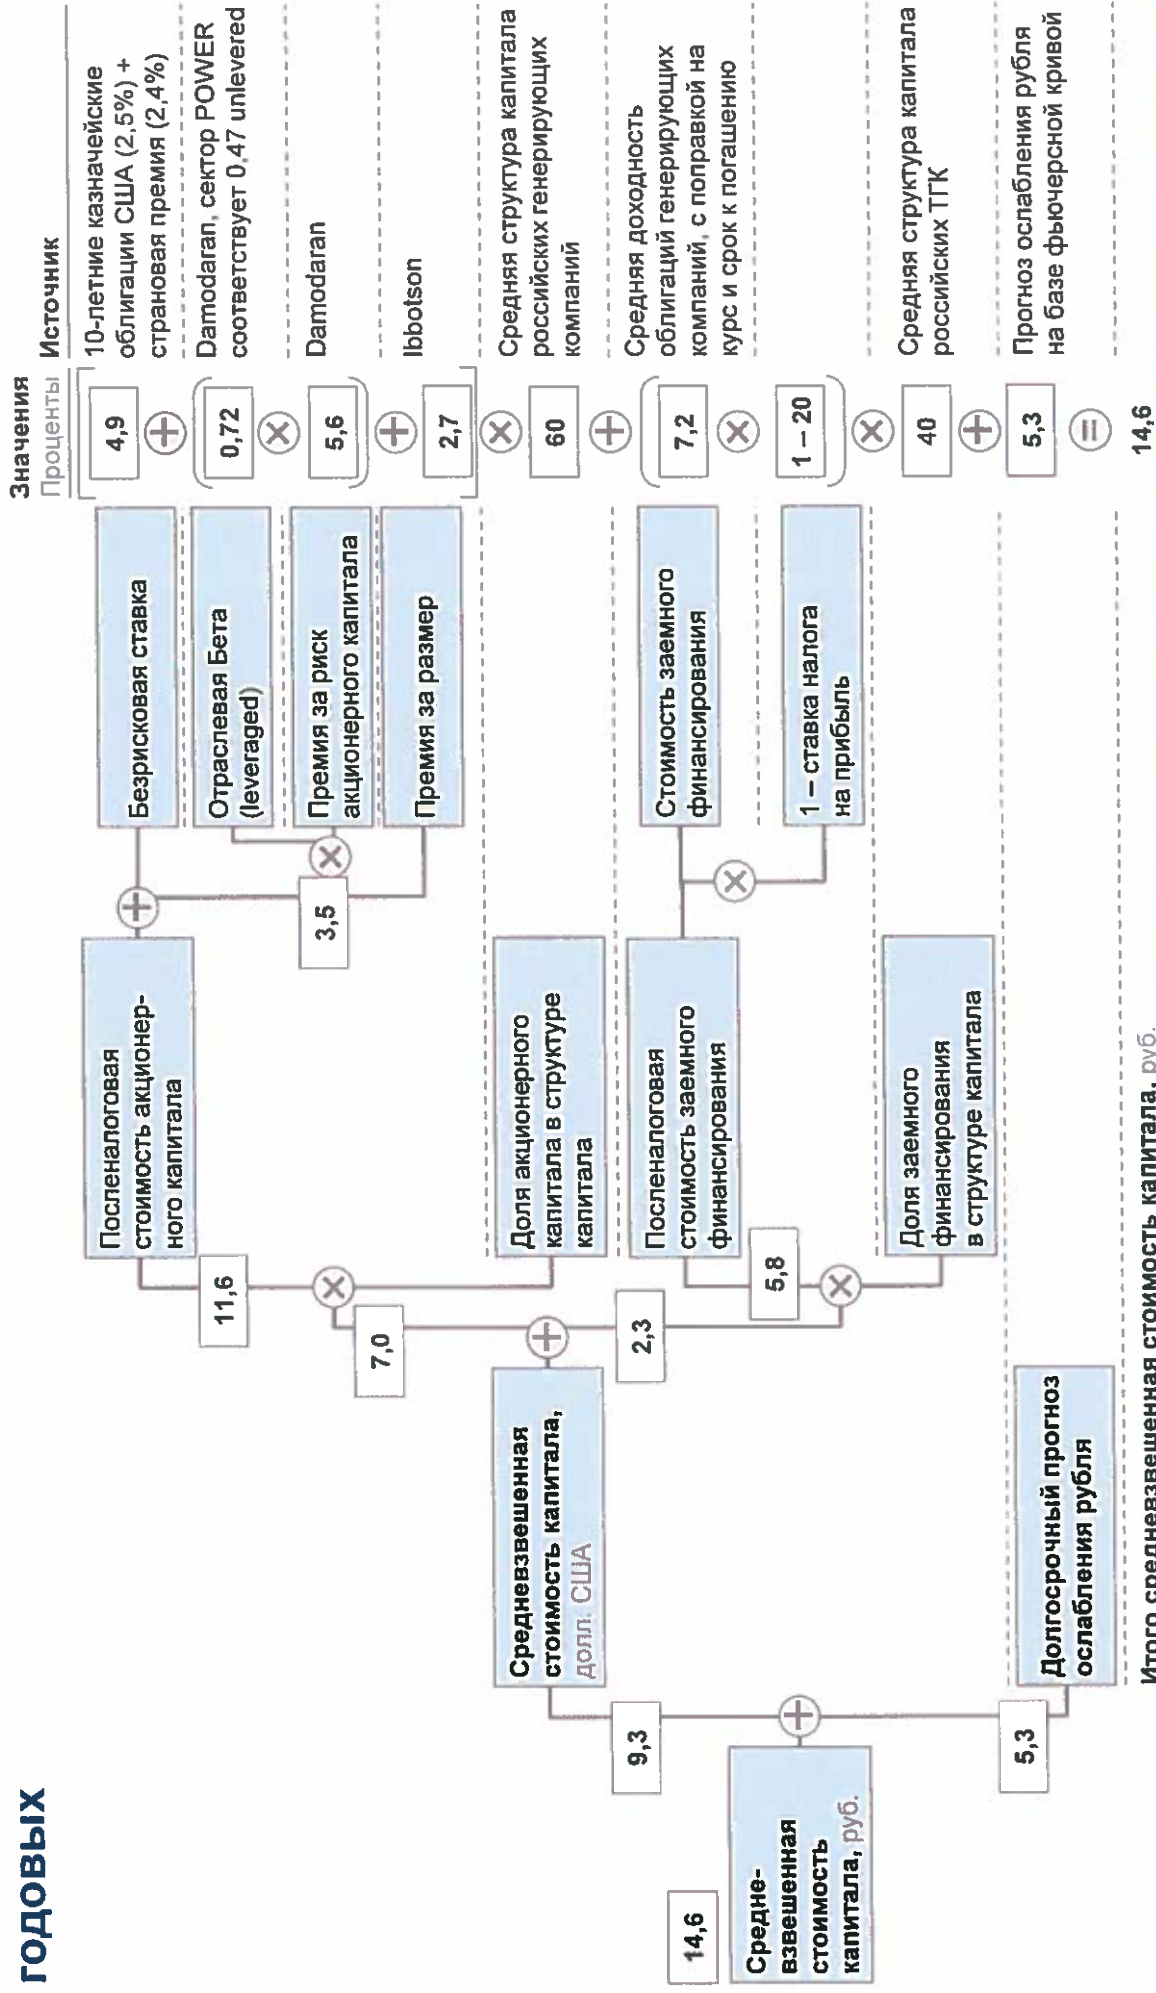 ГОДОВЫХ
Значения
Проценты
Источник
14,6
Средне-
взвешенная
стоимость
капитала, руб.
9,3
5,3
Средневзвешенная
стоимость капитала,
долл. США
Долгосрочный прогноз
ослабления рубля
7,0
2,3
11,6
5,8
Посленалоговая
стоимость акционер-
ного капитала
Доля акционерного
капитала в структуре
капитала
Посленалоговая
стоимость заемного
финансирования
Доля заемного
финансирования
в структуре капитала
3,5
Безрисковая ставка
4,9
10-летние казначейские
облигации США (2,5%) +
страновая премия (2,4%)
Отраслевая Бета
(leveraged)
0,72
Damodaran, сектор POWER
соответствует 0,47 unlevered
Премия за риск
акционерного капитала
5,6
Damodaran
Премия за размер
2,7
Ibbotson
60
Средняя структура капитала
российских генерирующих
компаний
Стоимость заемного
финансирования
7,2
Средняя доходность
облигаций генерирующих
компаний, с поправкой на
курс и срок к погашению
1 – ставка налога
на прибыль
1 – 20
40
Средняя структура капитала
российских ТГК
5,3
Прогноз ослабления рубля
на базе фьючерсной кривой
Итого средневзвешенная стоимость капитала, руб.
14,6